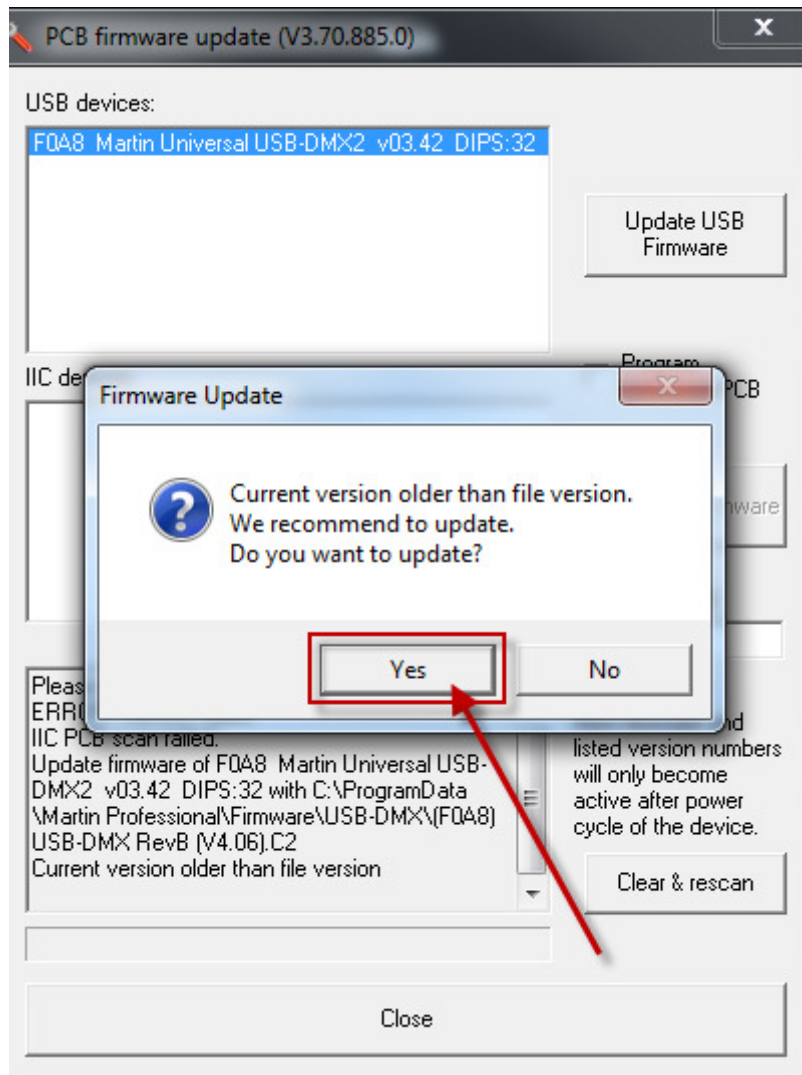 PCB firmware update (V3.70.885.0)
USB devices:
F0A8 Martin Universal USB-DMX2 v03.42 DIPS:32
Update USB
Firmware
Program
IIC de
PCB
Firmware Update
Current version older than file version.
We recommend to update.
Do you want to update?
ware
Yes
No
Pleas
ERR
IIC PCB scan failed.
Update firmware of F0A8 Martin Universal USB-
DMX2 v03.42 DIPS:32 with C:\ProgramData
\Martin Professional\Firmware\USB-DMX\(F0A8)
USB-DMX RevB (V4.06).C2
Current version older than file version
listed version numbers
will only become
active after power
cycle of the device.
Clear & rescan
Close